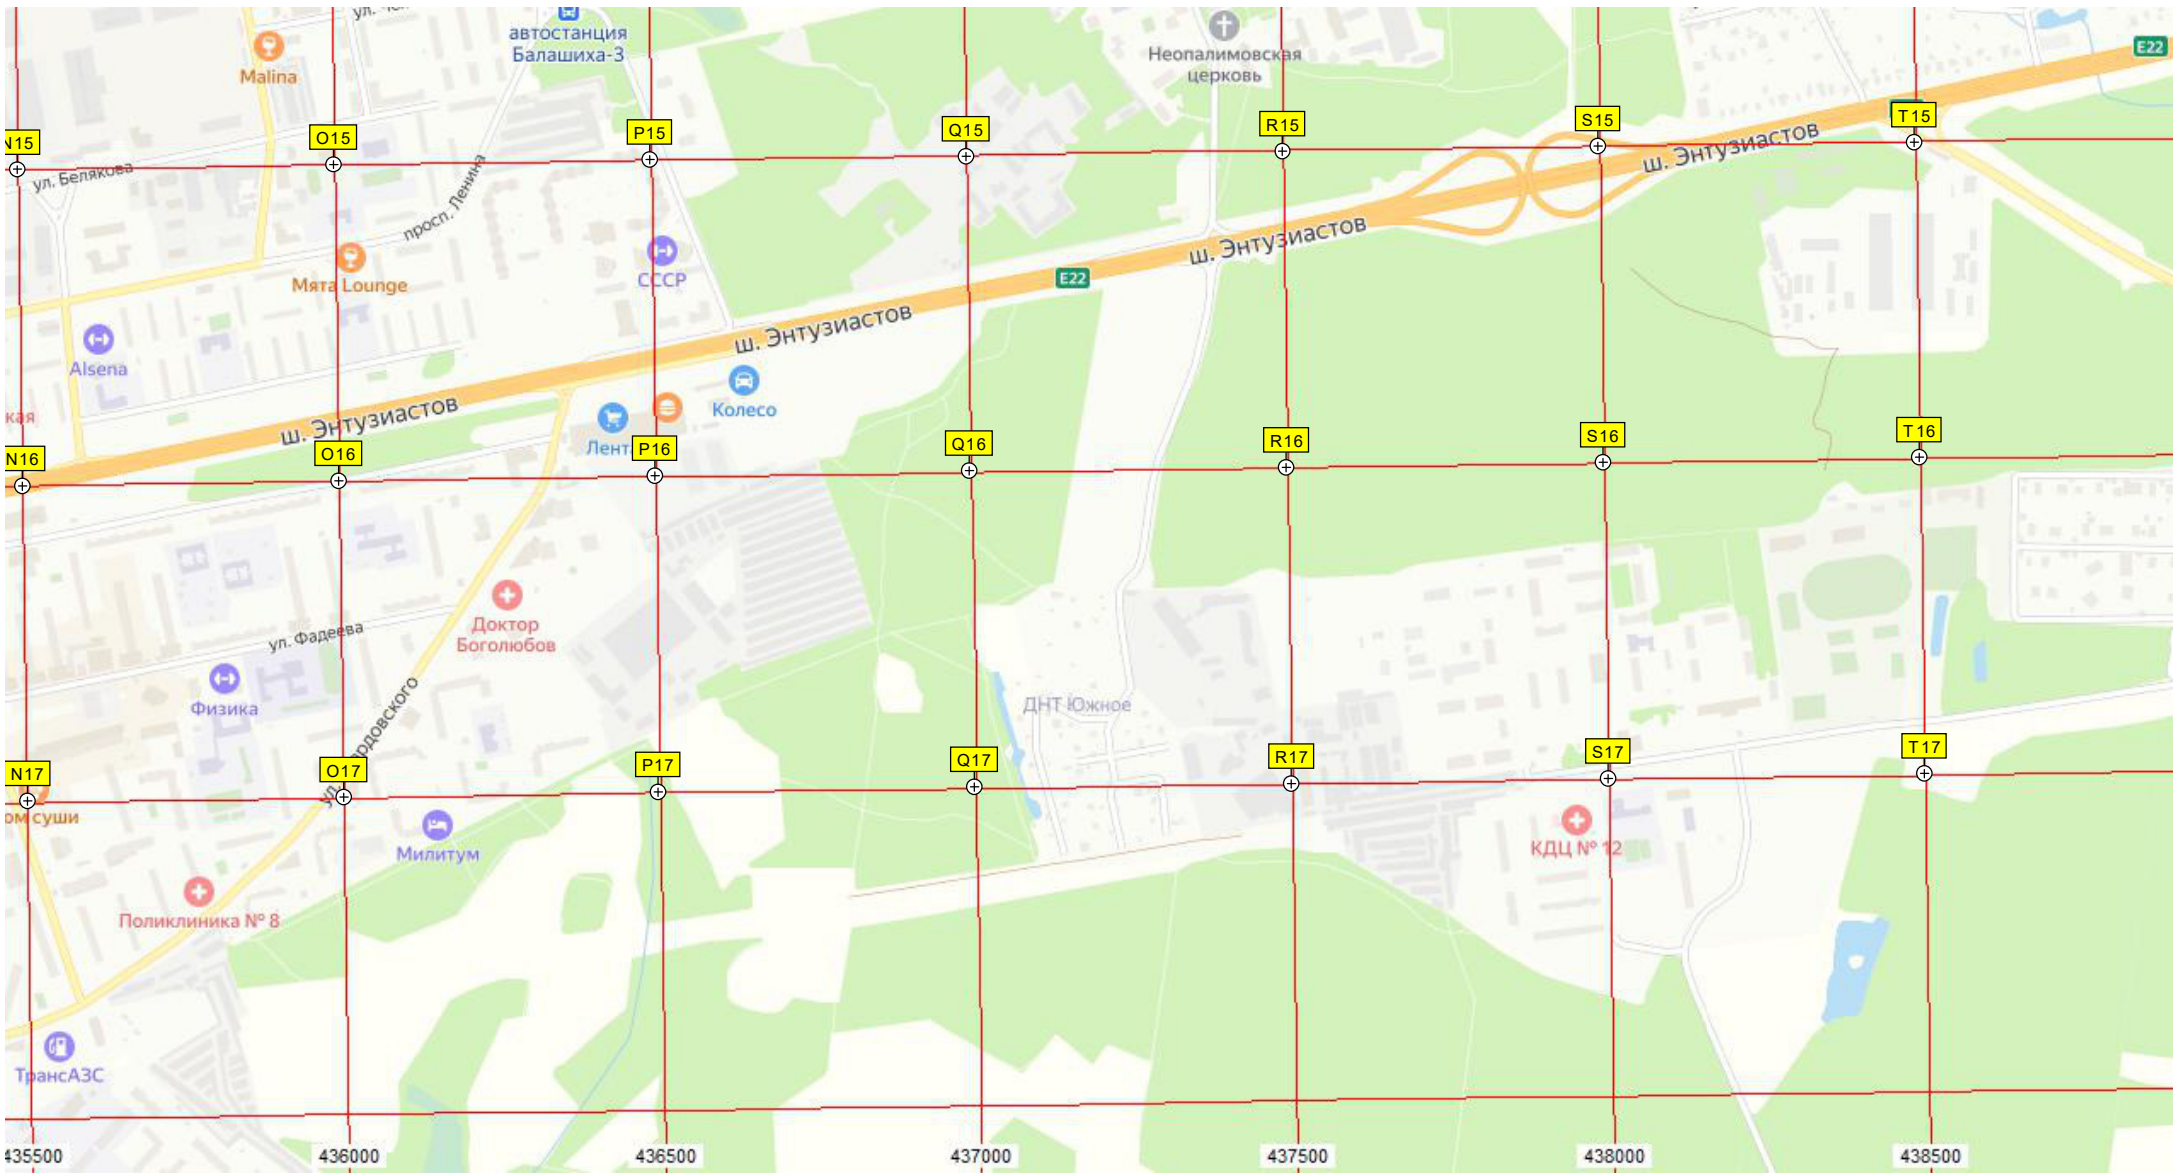 автостанция
Балашиха-3
Malina
Неопалимовская
церковь
E22
N15
O15
P15
Q15
R15
S15
T15
ул. Белякова
просп. Ленина
ш. Энтузиастов
ш. Энтузиастов
E22
СССР
Мята Lounge
ш. Энтузиастов
Alsena
Колесо
ш. Энтузиастов
кая
Лент
N16
O16
P16
Q16
R16
S16
T16
Доктор
Боголюбов
ул. Фадеева
Физика
ДНТ Южное
ул. ардовского
N17
O17
P17
Q17
R17
S17
T17
ом суши
Милитум
КДЦ № 12
Поликлиника № 8
ТрансАЗС
435500
436000
436500
437000
437500
438000
438500